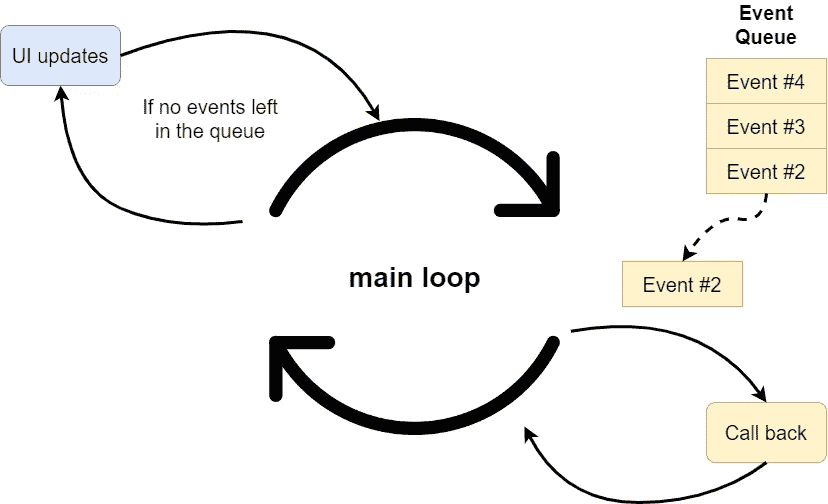 Event
Queue
UI updates
Event #4
If no events left
in the queue
Event #3
Event #2
main loop
Event #2
Call back